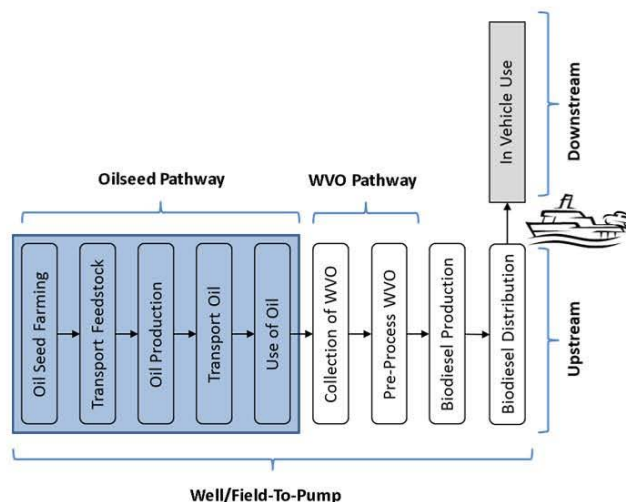 In Vehicle Use
Downstream
Oilseed Pathway
WVO Pathway
Oil Seed Farming
Transport Feedstock
Oil Production
Transport Oil
Use of Oil
Collection of WVO
Pre-Process WVO
Biodiesel Production
Biodiesel Distribution
Upstream
Well/Field-To-Pump